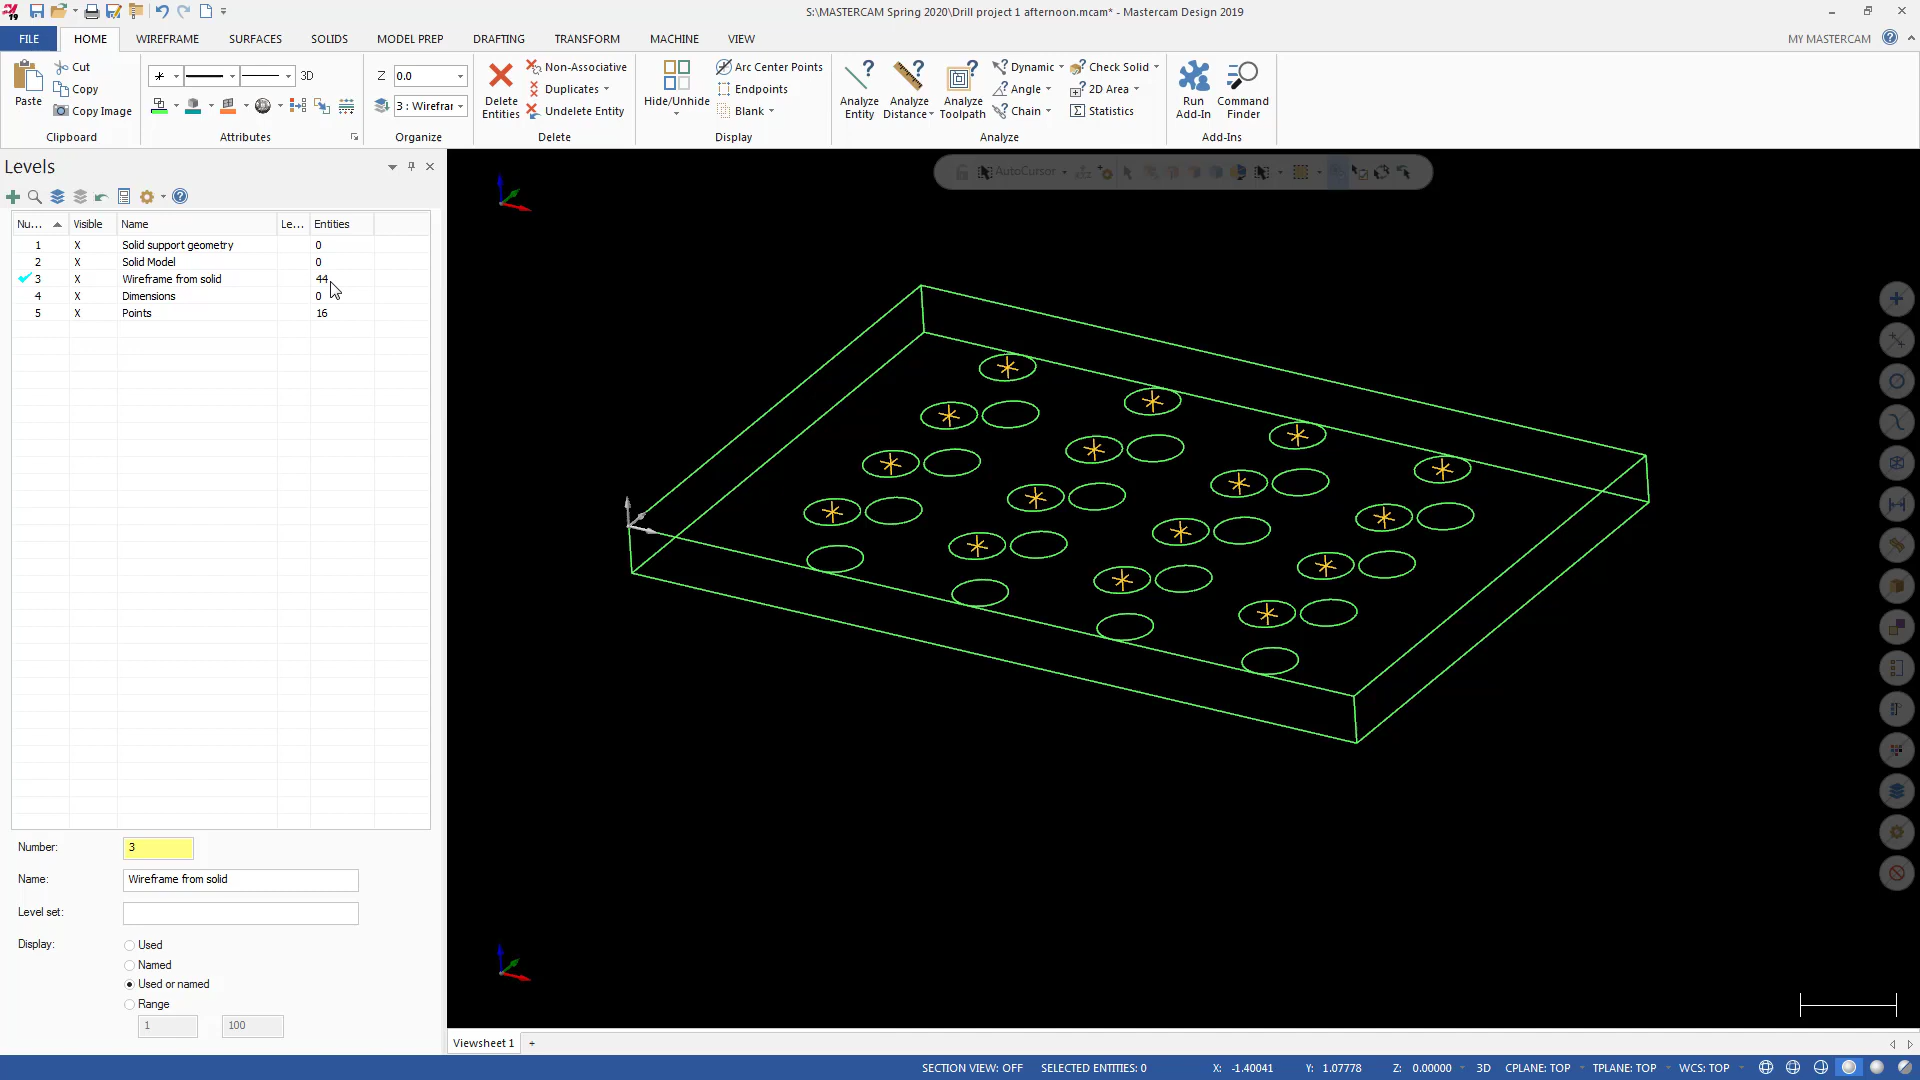 S:\MASTERCAM Spring 2020\Drill project 1 afternoon.mcam* - Mastercam Design 2019
19
FILE HOME WIREFRAME SURFACES SOLIDS MODEL PREP DRAFTING TRANSFORM MACHINE VIEW MY MASTERCAM
Paste
Cut
Copy
Copy Image
Clipboard
3D
Attributes
Z 0.0
3 : Wirefrar
Organize
Delete Entities
Non-Associative
Duplicates
Undelete Entity
Delete
Hide/Unhide
Arc Center Points
Endpoints
Blank
Display
Analyze Entity
Analyze Distance
Analyze Toolpath
Dynamic
Angle
Chain
Check Solid
2D Area
Statistics
Analyze
Run Add-In
Command Finder
Add-Ins
Levels
AutoCursor
Nu... Visible Name Le... Entities
1 X Solid support geometry 0
2 X Solid Model 0
3 X Wireframe from solid 44
4 X Dimensions 0
5 X Points 16
Number: 3
Name: Wireframe from solid
Level set:
Display: Used
Named
Used or named
Range
1 100
Viewsheet 1 +
SECTION VIEW: OFF SELECTED ENTITIES: 0 X: -1.40041 Y: 1.07778 Z: 0.00000 3D CPLANE: TOP TPLANE: TOP WCS: TOP